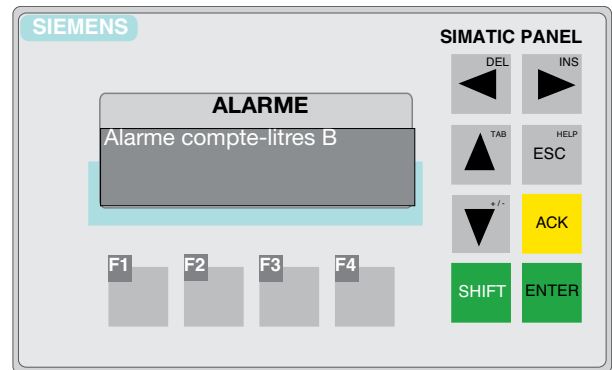 SIEMENS
SIMATIC PANEL
DEL
INS
ALARME
Alarme compte-litres B
TAB
HELP
ESC
+ / -
ACK
F1
F2
F3
F4
SHIFT
ENTER